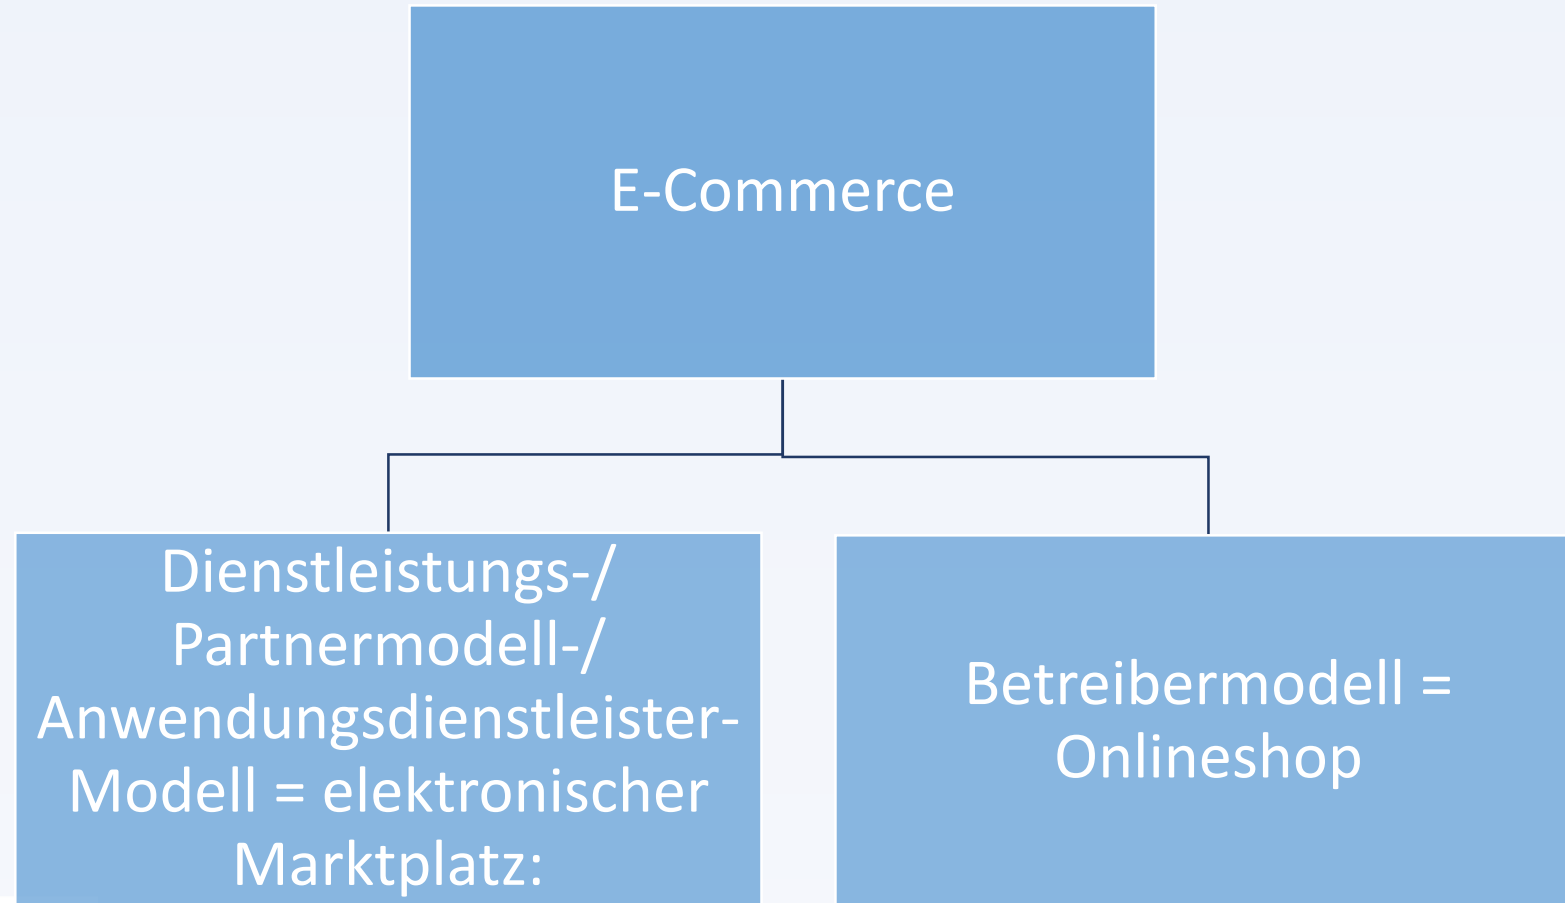 E-Commerce
Dienstleistungs-/
Partnermodell-/
Anwendungsdienstleister-
Modell = elektronischer
Marktplatz:
Betreibermodell =
Onlineshop